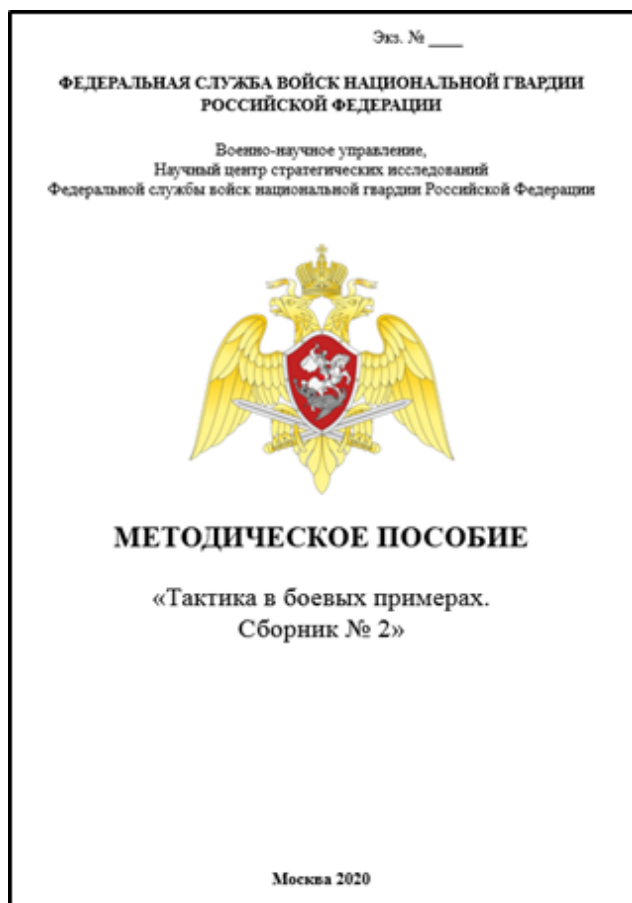 Экз. № ____
ФЕДЕРАЛЬНАЯ СЛУЖБА ВОЙСК НАЦИОНАЛЬНОЙ ГВАРДИИ
РОССИЙСКОЙ ФЕДЕРАЦИИ
Военно-научное управление,
Научный центр стратегических исследований
Федеральной службы войск национальной гвардии Российской Федерации
МЕТОДИЧЕСКОЕ ПОСОБИЕ
«Тактика в боевых примерах.
Сборник № 2»
Москва 2020